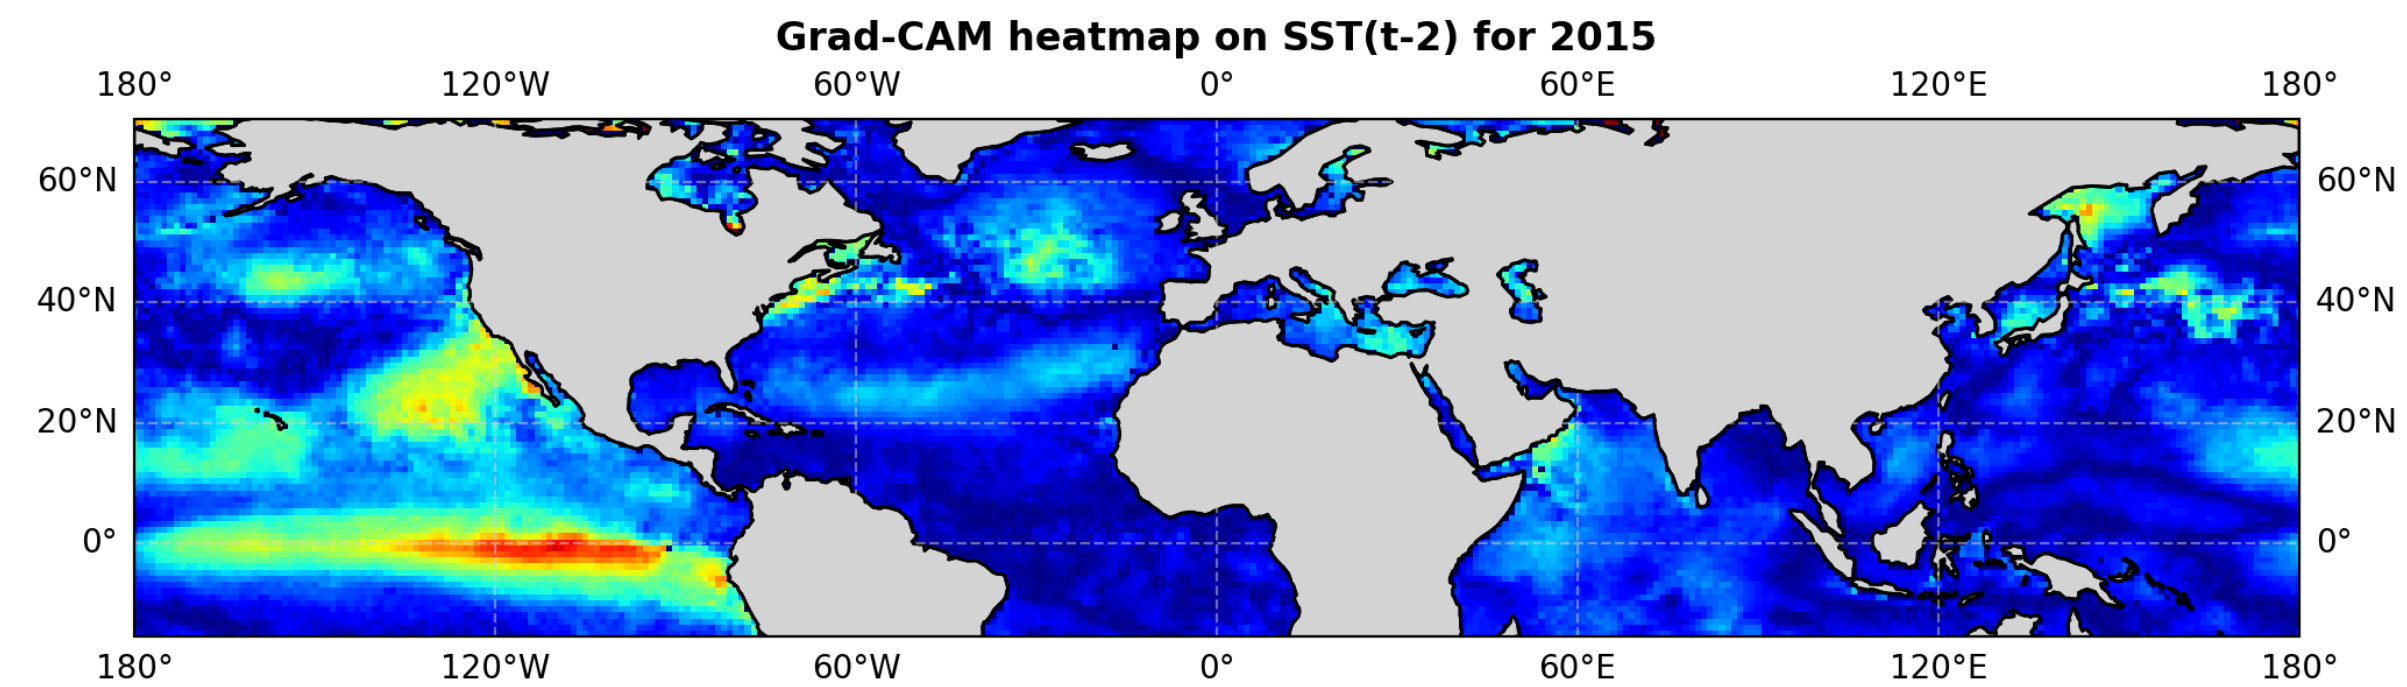 Grad-CAM heatmap on SST(t-2) for 2015
180° 120°W 60°W 0° 60°E 120°E 180°
60°N 60°N
40°N 40°N
20°N 20°N
0° 0°
180° 120°W 60°W 0° 60°E 120°E 180°